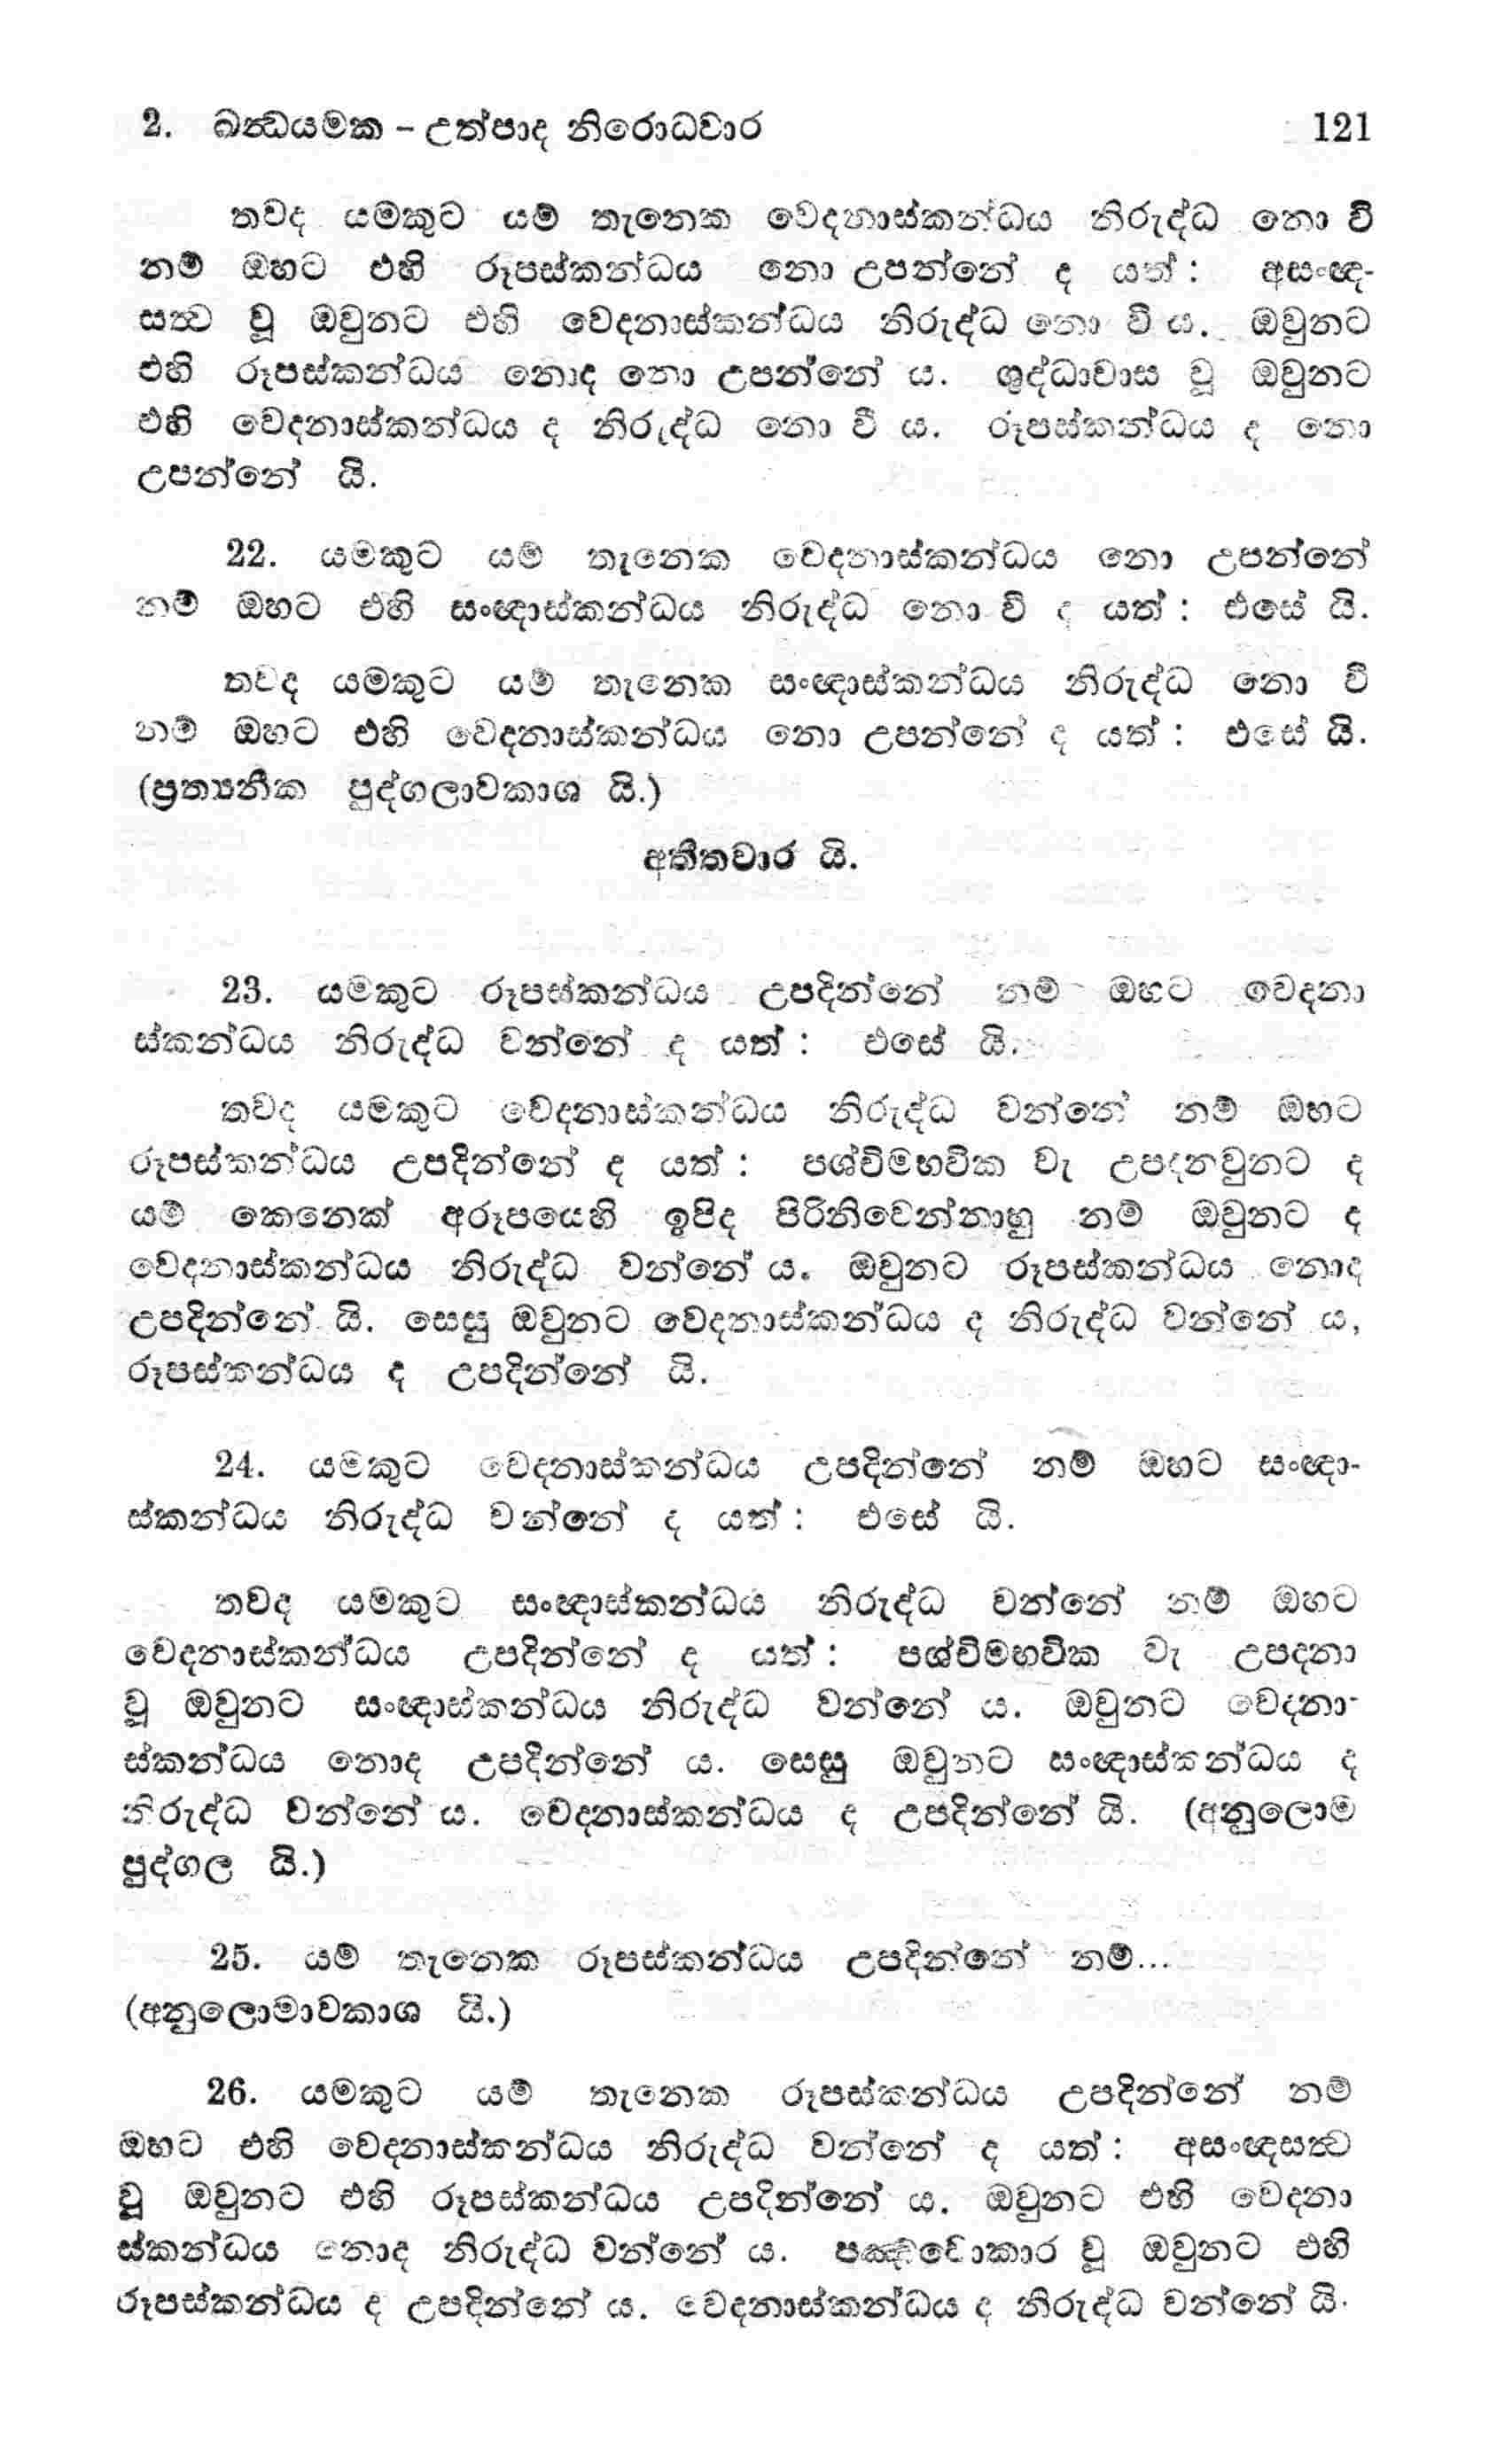 2. ඛන්ධයමක - උත්පාද නිරොධවාර 121
තවද යමකුට යම් තැනෙක වෙදනාස්කන්ධය නිරුද්ධ නො වී
නම් ඔහට එහි රූපස්කන්ධය නො උපන්නේ ද යත් : අසංඥ-
සත්ව වූ ඔවුනට එහි වෙදනාස්කන්ධය නිරුද්ධ නො වී ය. ඔවුනට
එහි රූපස්කන්ධය නොද නො උපන්නේ ය. ශුද්ධාවාස වූ ඔවුනට
එහි වෙදනාස්කන්ධය ද නිරුද්ධ නො වී ය. රූපස්කන්ධය ද නො
උපන්නේ යි.
22. යමකුට යම් තැනෙක වෙදනාස්කන්ධය නො උපන්නේ
නම් ඔහට එහි සංඥාස්කන්ධය නිරුද්ධ නො වී ද යත් : එසේ යි.
තවද යමකුට යම් තැනෙක සංඥාස්කන්ධය නිරුද්ධ නො වී
නම් ඔහට එහි වෙදනාස්කන්ධය නො උපන්නේ ද යත් : එසේ යි.
(ප්‍රත්‍යනීක පුද්ගලාවකාශ යි.)
අතීතවාර යි.
23. යමකුට රූපස්කන්ධය උපදින්නේ නම් ඔහට වෙදනා
ස්කන්ධය නිරුද්ධ වන්නේ ද යත් : එසේ යි.
තවද යමකුට වෙදනාස්කන්ධය නිරුද්ධ වන්නේ නම් ඔහට
රූපස්කන්ධය උපදින්නේ ද යත් : පශ්චිමභවික වැ උපදනවුනට ද
යම් කෙනෙක් අරූපයෙහි ඉපිද පිරිනිවෙන්නාහු නම් ඔවුනට ද
වෙදනාස්කන්ධය නිරුද්ධ වන්නේ ය. ඔවුනට රූපස්කන්ධය නොද
උපදින්නේ යි. සෙසු ඔවුනට වෙදනාස්කන්ධය ද නිරුද්ධ වන්නේ ය,
රූපස්කන්ධය ද උපදින්නේ යි.
24. යමකුට වෙදනාස්කන්ධය උපදින්නේ නම් ඔහට සංඥා-
ස්කන්ධය නිරුද්ධ වන්නේ ද යත් : එසේ යි.
තවද යමකුට සංඥාස්කන්ධය නිරුද්ධ වන්නේ නම් ඔහට
වෙදනාස්කන්ධය උපදින්නේ ද යත් : පශ්චිමභවික වැ උපදනා
වූ ඔවුනට සංඥාස්කන්ධය නිරුද්ධ වන්නේ ය. ඔවුනට වෙදනා-
ස්කන්ධය නොද උපදින්නේ ය. සෙසු ඔවුනට සංඥාස්කන්ධය ද
නිරුද්ධ වන්නේ ය. වෙදනාස්කන්ධය ද උපදින්නේ යි. (අනුලොම
පුද්ගල යි.)
25. යම් තැනෙක රූපස්කන්ධය උපදින්නේ නම්...
(අනුලොමාවකාශ යි.)
26. යමකුට යම් තැනෙක රූපස්කන්ධය උපදින්නේ නම්
ඔහට එහි වෙදනාස්කන්ධය නිරුද්ධ වන්නේ ද යත් : අසංඥසත්ව
වූ ඔවුනට එහි රූපස්කන්ධය උපදින්නේ ය. ඔවුනට එහි වෙදනා
ස්කන්ධය නොද නිරුද්ධ වන්නේ ය. පඤ්චවොකාර වූ ඔවුනට එහි
රූපස්කන්ධය ද උපදින්නේ ය. වෙදනාස්කන්ධය ද නිරුද්ධ වන්නේ යි.